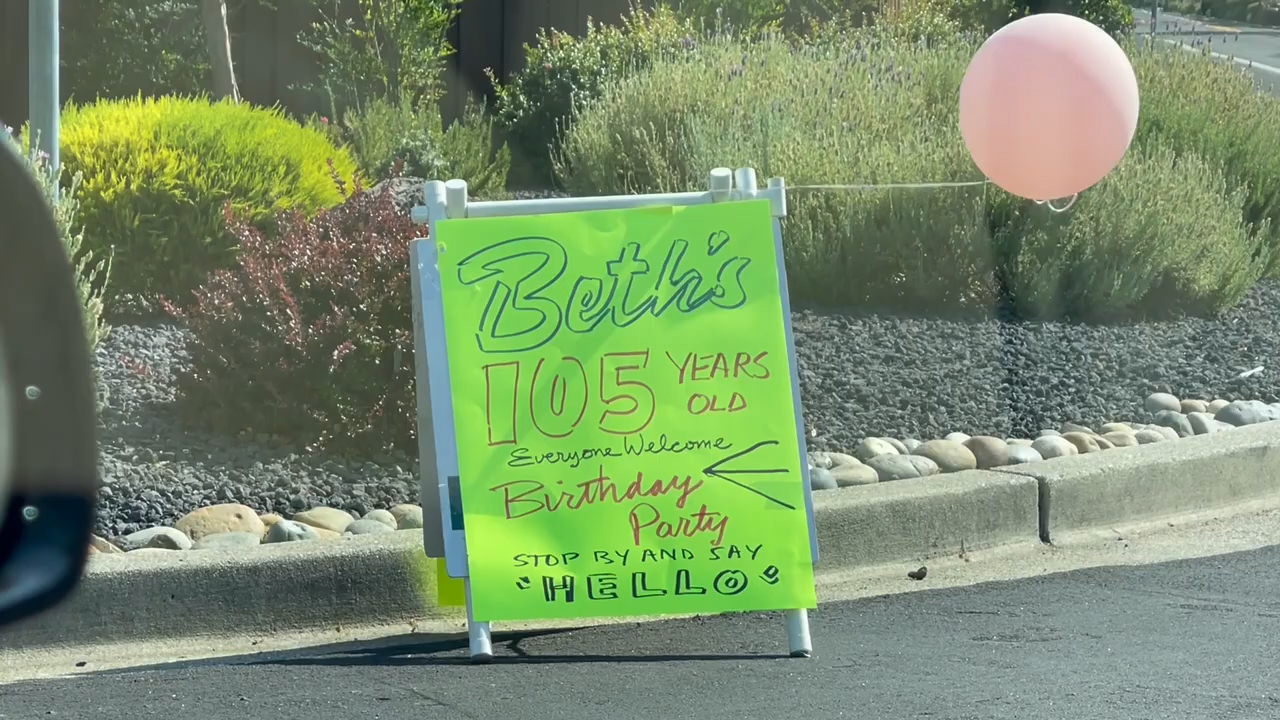 Beth's
105 YEARS
OLD
Everyone Welcome
Birthday
Party
STOP BY AND SAY
"HELLO"